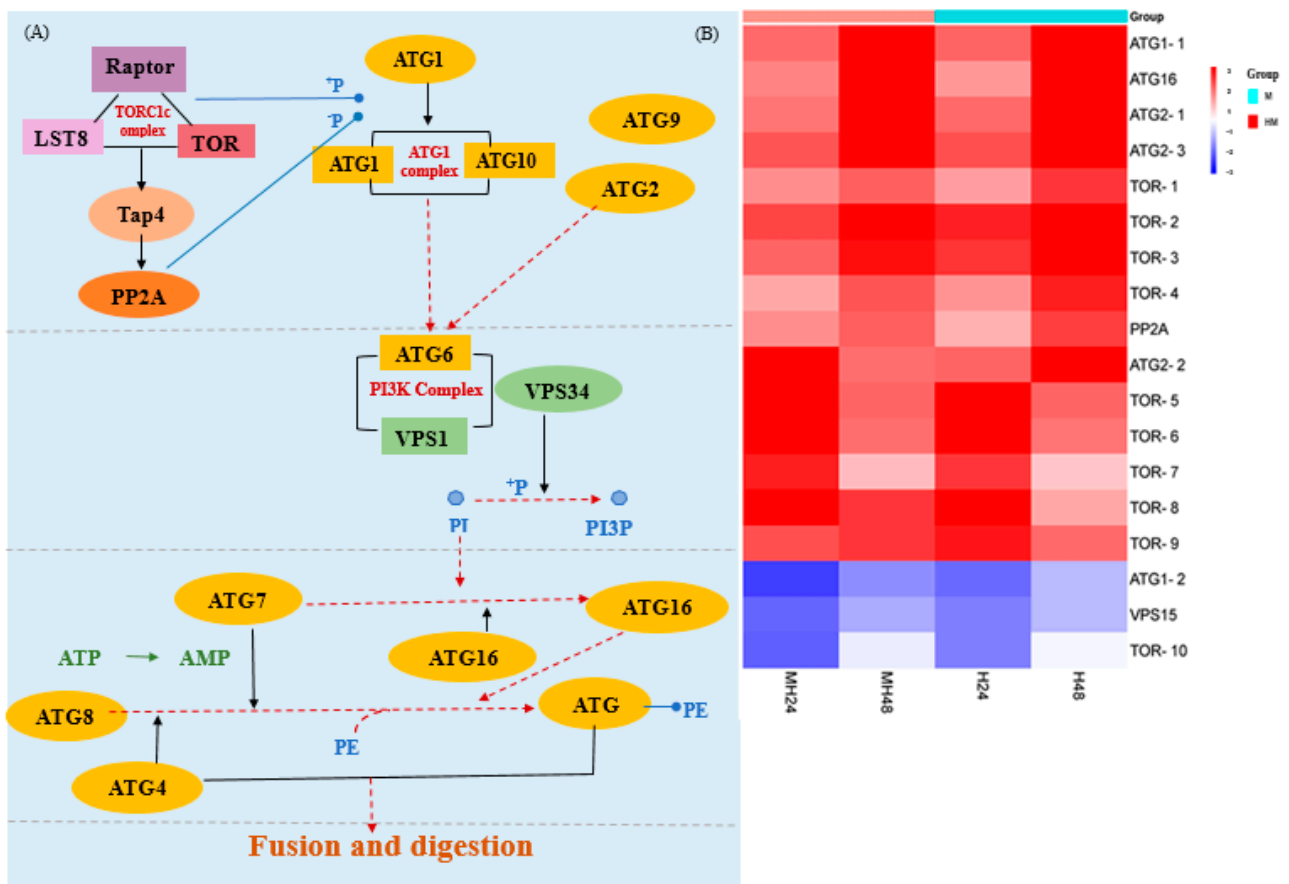 (A)
Raptor
TORC1c
omplex
LST8
TOR
Tap4
PP2A
+P
-P
ATG1
ATG1
ATG1
complex
ATG10
ATG9
ATG2
ATG6
PI3K Complex
VPS1
VPS34
+P
PI
PI3P
ATG7
ATG16
ATG16
ATP
AMP
ATG8
ATG
PE
PE
ATG4
Fusion and digestion
(B)
Group
ATG1- 1
ATG16
ATG2- 1
ATG2- 3
TOR- 1
TOR- 2
TOR- 3
TOR- 4
PP2A
ATG2- 2
TOR- 5
TOR- 6
TOR- 7
TOR- 8
TOR- 9
ATG1- 2
VPS15
TOR- 10
MH24
MH48
H24
H48
Group
M
HM